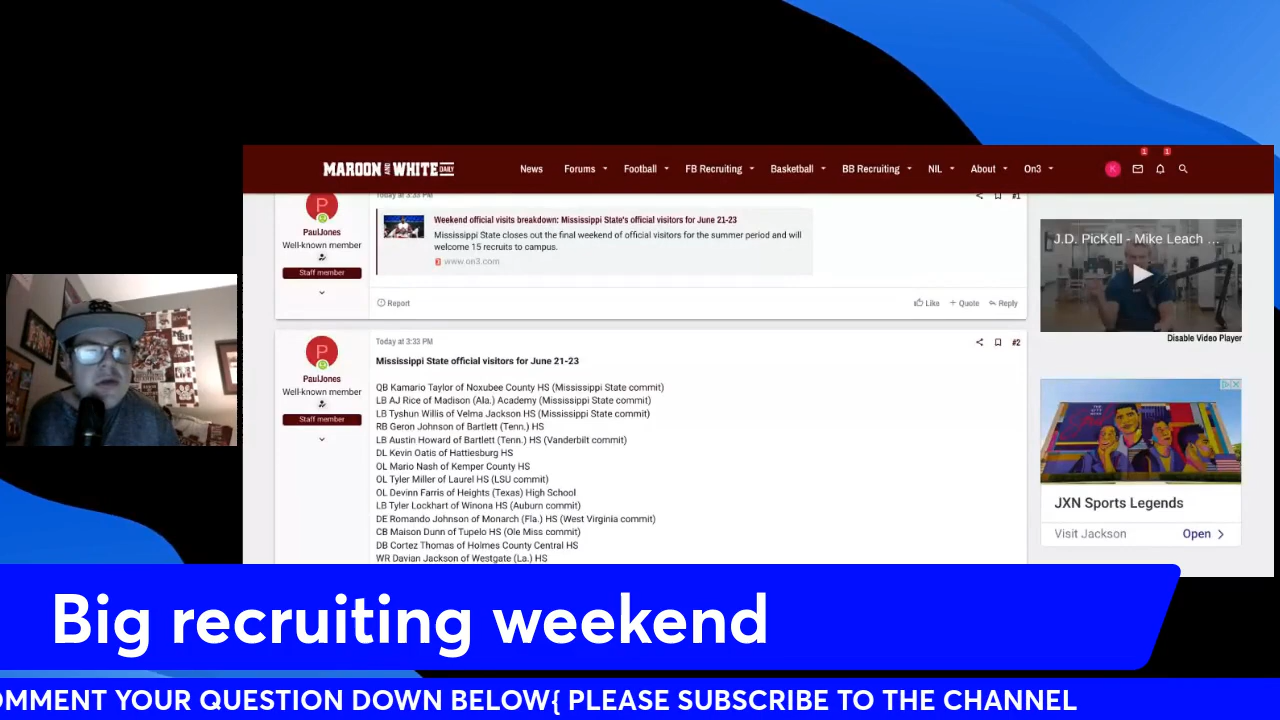 MAROON AND WHITE DAILY
News Forums Football FB Recruiting Basketball BB Recruiting NIL About On3
K
1
1
Today at 3:33 PM
#1
P
PaulJones
Well-known member
Staff member
Weekend official visits breakdown: Mississippi State's official visitors for June 21-23
Mississippi State closes out the final weekend of official visitors for the summer period and will
welcome 15 recruits to campus.
www.on3.com
Report
Like Quote Reply
Today at 3:33 PM
#2
P
PaulJones
Well-known member
Staff member
Mississippi State official visitors for June 21-23
QB Kamario Taylor of Noxubee County HS (Mississippi State commit)
LB AJ Rice of Madison (Ala.) Academy (Mississippi State commit)
LB Tyshun Willis of Velma Jackson HS (Mississippi State commit)
RB Geron Johnson of Bartlett (Tenn.) HS
LB Austin Howard of Bartlett (Tenn.) HS (Vanderbilt commit)
DL Kevin Oatis of Hattiesburg HS
OL Mario Nash of Kemper County HS
OL Tyler Miller of Laurel HS (LSU commit)
OL Devinn Farris of Heights (Texas) High School
LB Tyler Lockhart of Winona HS (Auburn commit)
DE Romando Johnson of Monarch (Fla.) HS (West Virginia commit)
CB Maison Dunn of Tupelo HS (Ole Miss commit)
DB Cortez Thomas of Holmes County Central HS
WR Davian Jackson of Westgate (La.) HS
J.D. PicKell - Mike Leach ...
Disable Video Player
JXN Sports Legends
Visit Jackson
Open
Big recruiting weekend
OMMENT YOUR QUESTION DOWN BELOW{ PLEASE SUBSCRIBE TO THE CHANNEL